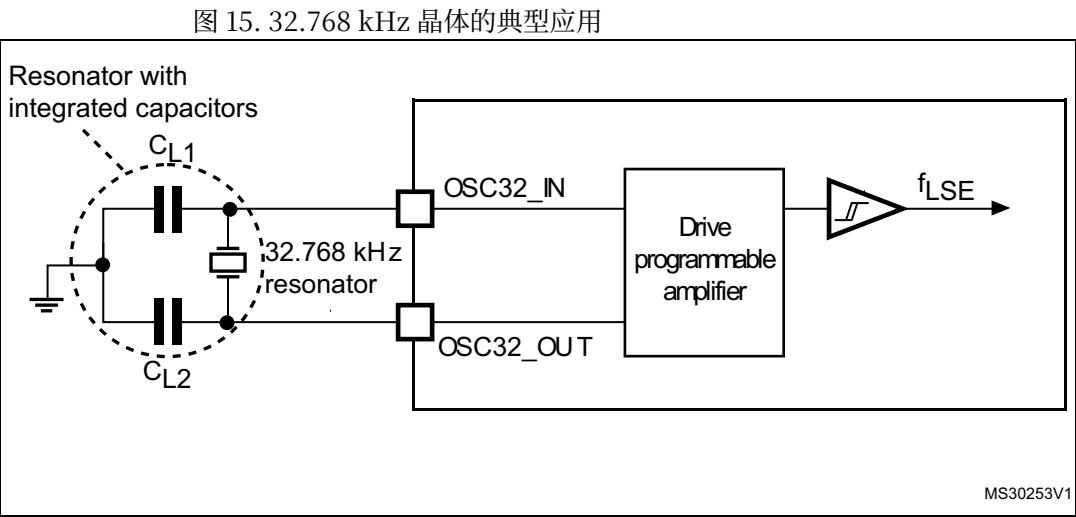 图 15. 32.768 kHz 晶体的典型应用
Resonator with
integrated capacitors
CL1
OSC32_IN
fLSE
Drive
programmable
amplifier
32.768 kHz
resonator
OSC32_OUT
CL2
MS30253V1